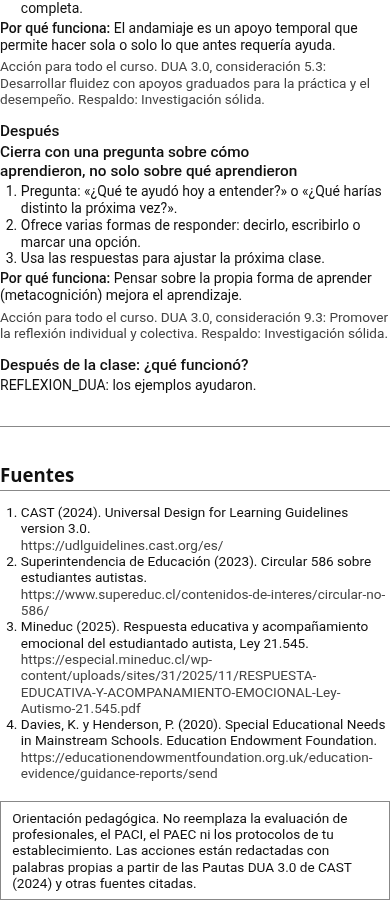 completa.
Por qué funciona: El andamiaje es un apoyo temporal que
permite hacer sola o solo lo que antes requería ayuda.
Acción para todo el curso. DUA 3.0, consideración 5.3:
Desarrollar fluidez con apoyos graduados para la práctica y el
desempeño. Respaldo: Investigación sólida.
Después
Cierra con una pregunta sobre cómo
aprendieron, no solo sobre qué aprendieron
1. Pregunta: «¿Qué te ayudó hoy a entender?» o «¿Qué harías
distinto la próxima vez?».
2. Ofrece varias formas de responder: decirlo, escribirlo o
marcar una opción.
3. Usa las respuestas para ajustar la próxima clase.
Por qué funciona: Pensar sobre la propia forma de aprender
(metacognición) mejora el aprendizaje.
Acción para todo el curso. DUA 3.0, consideración 9.3: Promover
la reflexión individual y colectiva. Respaldo: Investigación sólida.
Después de la clase: ¿qué funcionó?
REFLEXION_DUA: los ejemplos ayudaron.
Fuentes
1. CAST (2024). Universal Design for Learning Guidelines
version 3.0.
https://udlguidelines.cast.org/es/
2. Superintendencia de Educación (2023). Circular 586 sobre
estudiantes autistas.
https://www.supereduc.cl/contenidos-de-interes/circular-no-
586/
3. Mineduc (2025). Respuesta educativa y acompañamiento
emocional del estudiantado autista, Ley 21.545.
https://especial.mineduc.cl/wp-
content/uploads/sites/31/2025/11/RESPUESTA-
EDUCATIVA-Y-ACOMPANAMIENTO-EMOCIONAL-Ley-
Autismo-21.545.pdf
4. Davies, K. y Henderson, P. (2020). Special Educational Needs
in Mainstream Schools. Education Endowment Foundation.
https://educationendowmentfoundation.org.uk/education-
evidence/guidance-reports/send
Orientación pedagógica. No reemplaza la evaluación de
profesionales, el PACI, el PAEC ni los protocolos de tu
establecimiento. Las acciones están redactadas con
palabras propias a partir de las Pautas DUA 3.0 de CAST
(2024) y otras fuentes citadas.